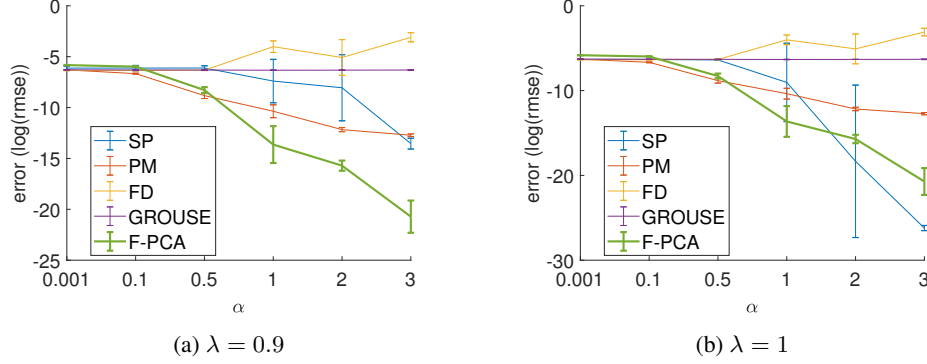 0
-5
-10
-15
-20
-25
error (log(rmse))
SP
PM
FD
GROUSE
F-PCA
0.001 0.1 0.5 1 2 3
α
(a) λ = 0.9
0
-10
-20
-30
error (log(rmse))
SP
PM
FD
GROUSE
F-PCA
0.001 0.1 0.5 1 2 3
α
(b) λ = 1